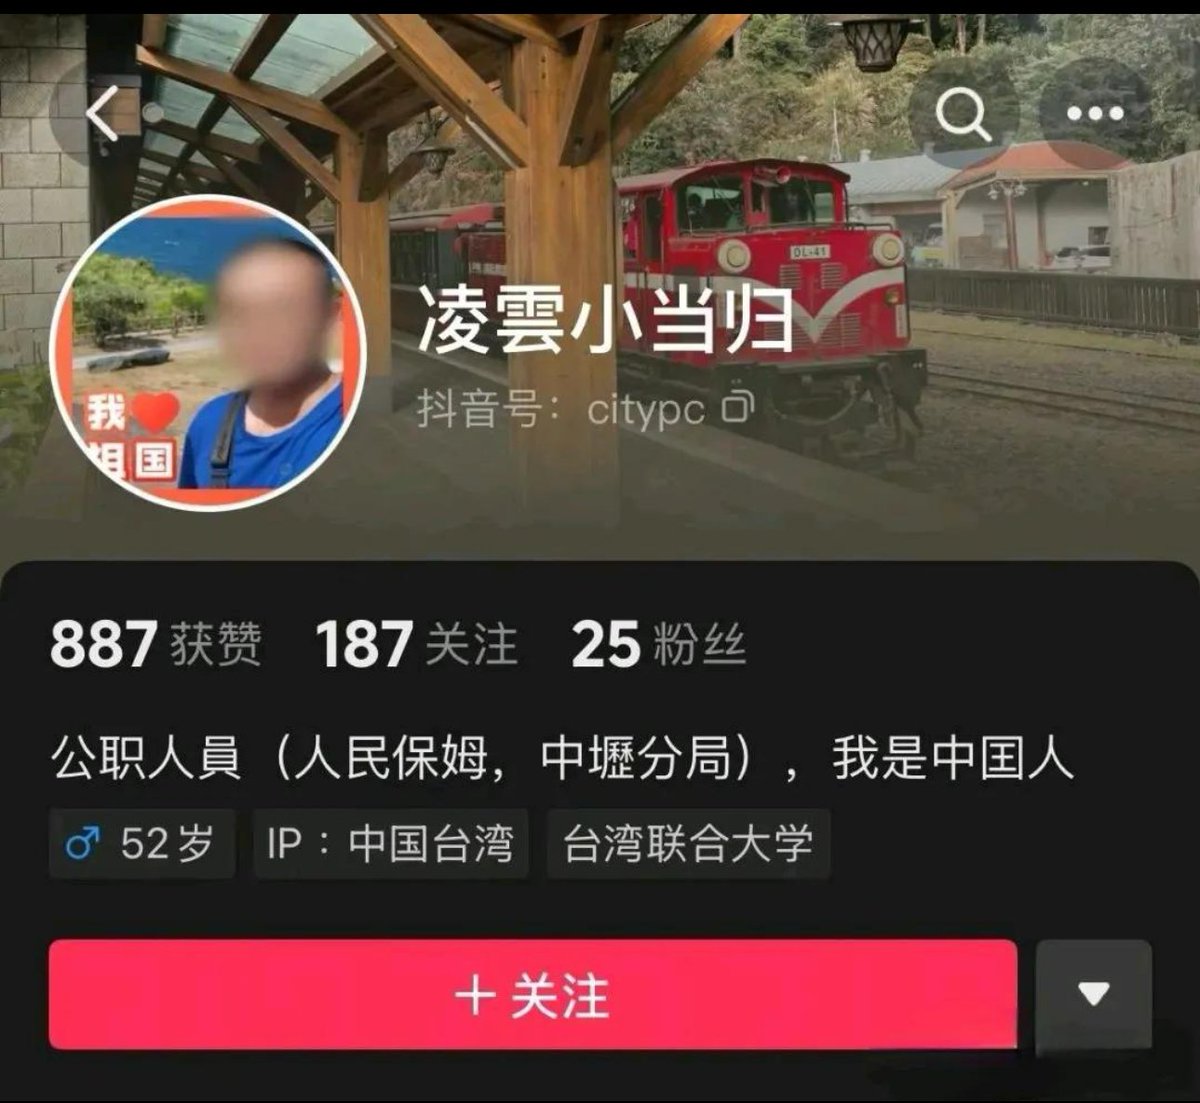 DL-41
凌雲小当归
抖音号：citypc
我
祖国
887 获赞 187 关注 25 粉丝
公职人員（人民保姆，中壢分局），我是中国人
♂ 52岁 IP：中国台湾 台湾联合大学
+ 关注